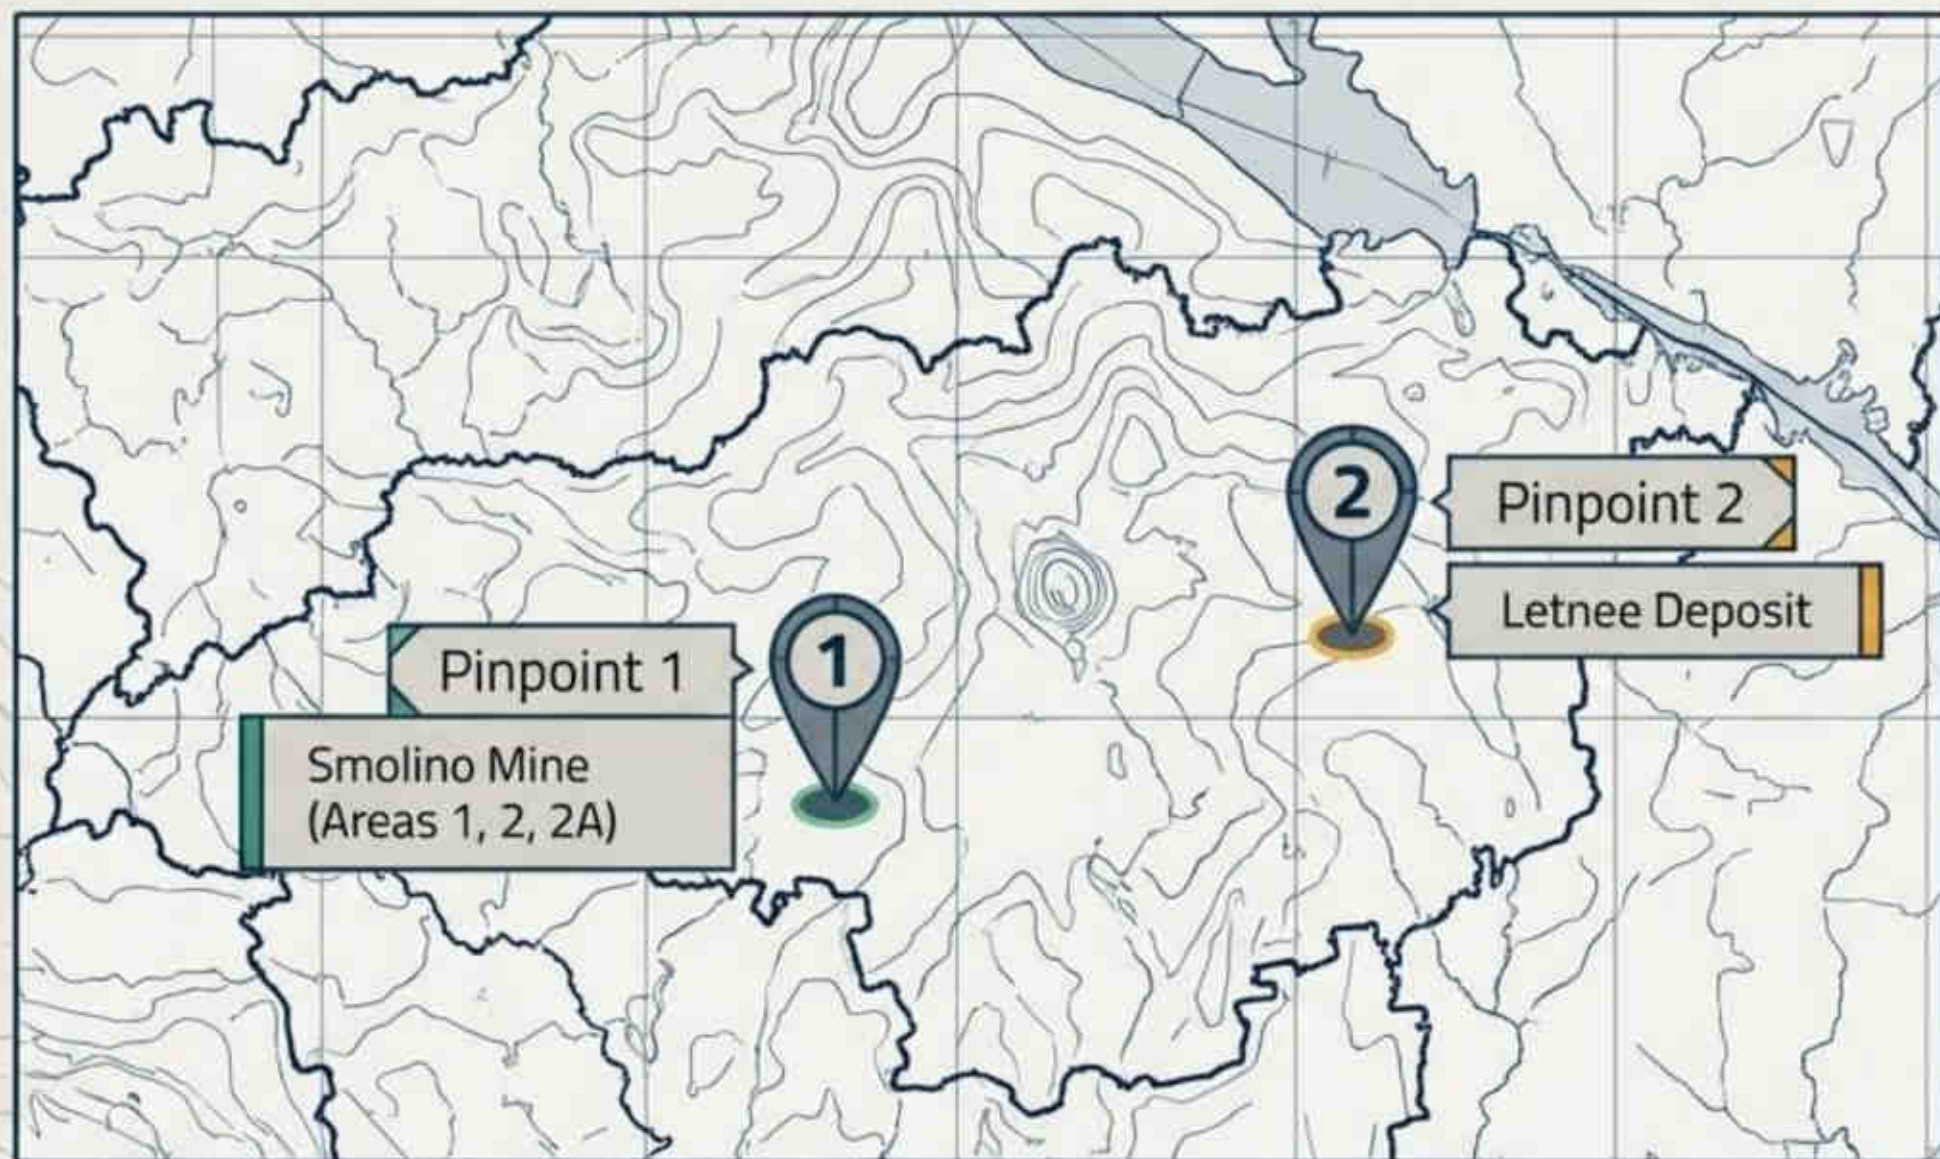 1
Pinpoint 1
Smolino Mine
(Areas 1, 2, 2A)
2
Pinpoint 2
Letnee Deposit